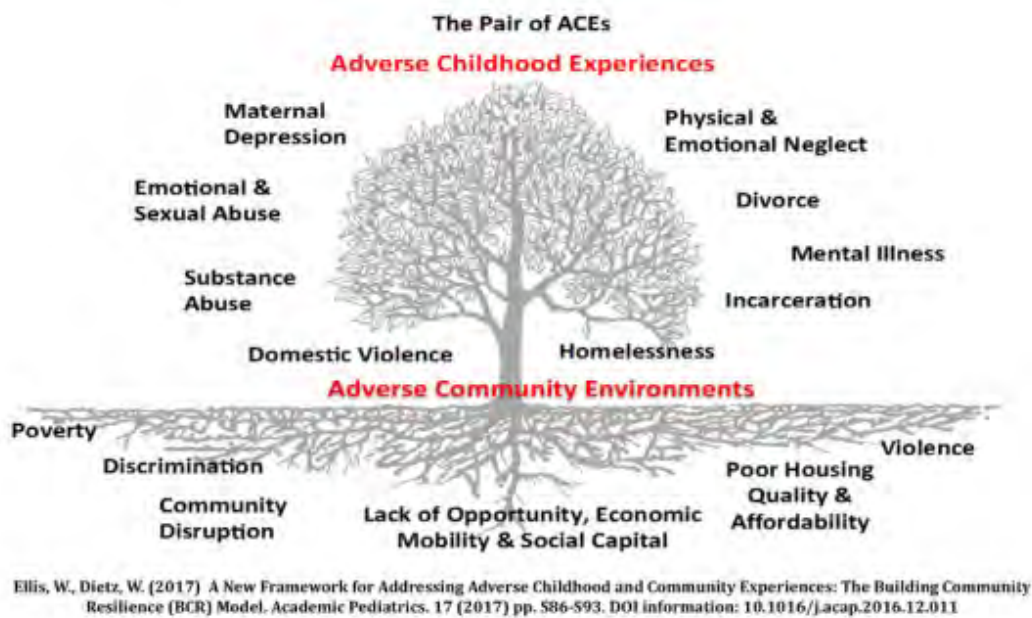 The Pair of ACEs
Adverse Childhood Experiences
Maternal
Depression
Physical &
Emotional Neglect
Emotional &
Sexual Abuse
Divorce
Mental Illness
Substance
Abuse
Incarceration
Domestic Violence
Homelessness
Adverse Community Environments
Poverty
Violence
Discrimination
Poor Housing
Quality &
Affordability
Community
Disruption
Lack of Opportunity, Economic
Mobility & Social Capital
Ellis, W., Dietz, W. (2017) A New Framework for Addressing Adverse Childhood and Community Experiences: The Building Community
Resilience (BCR) Model. Academic Pediatrics. 17 (2017) pp. S86-S93. DOI information: 10.1016/j.acap.2016.12.011